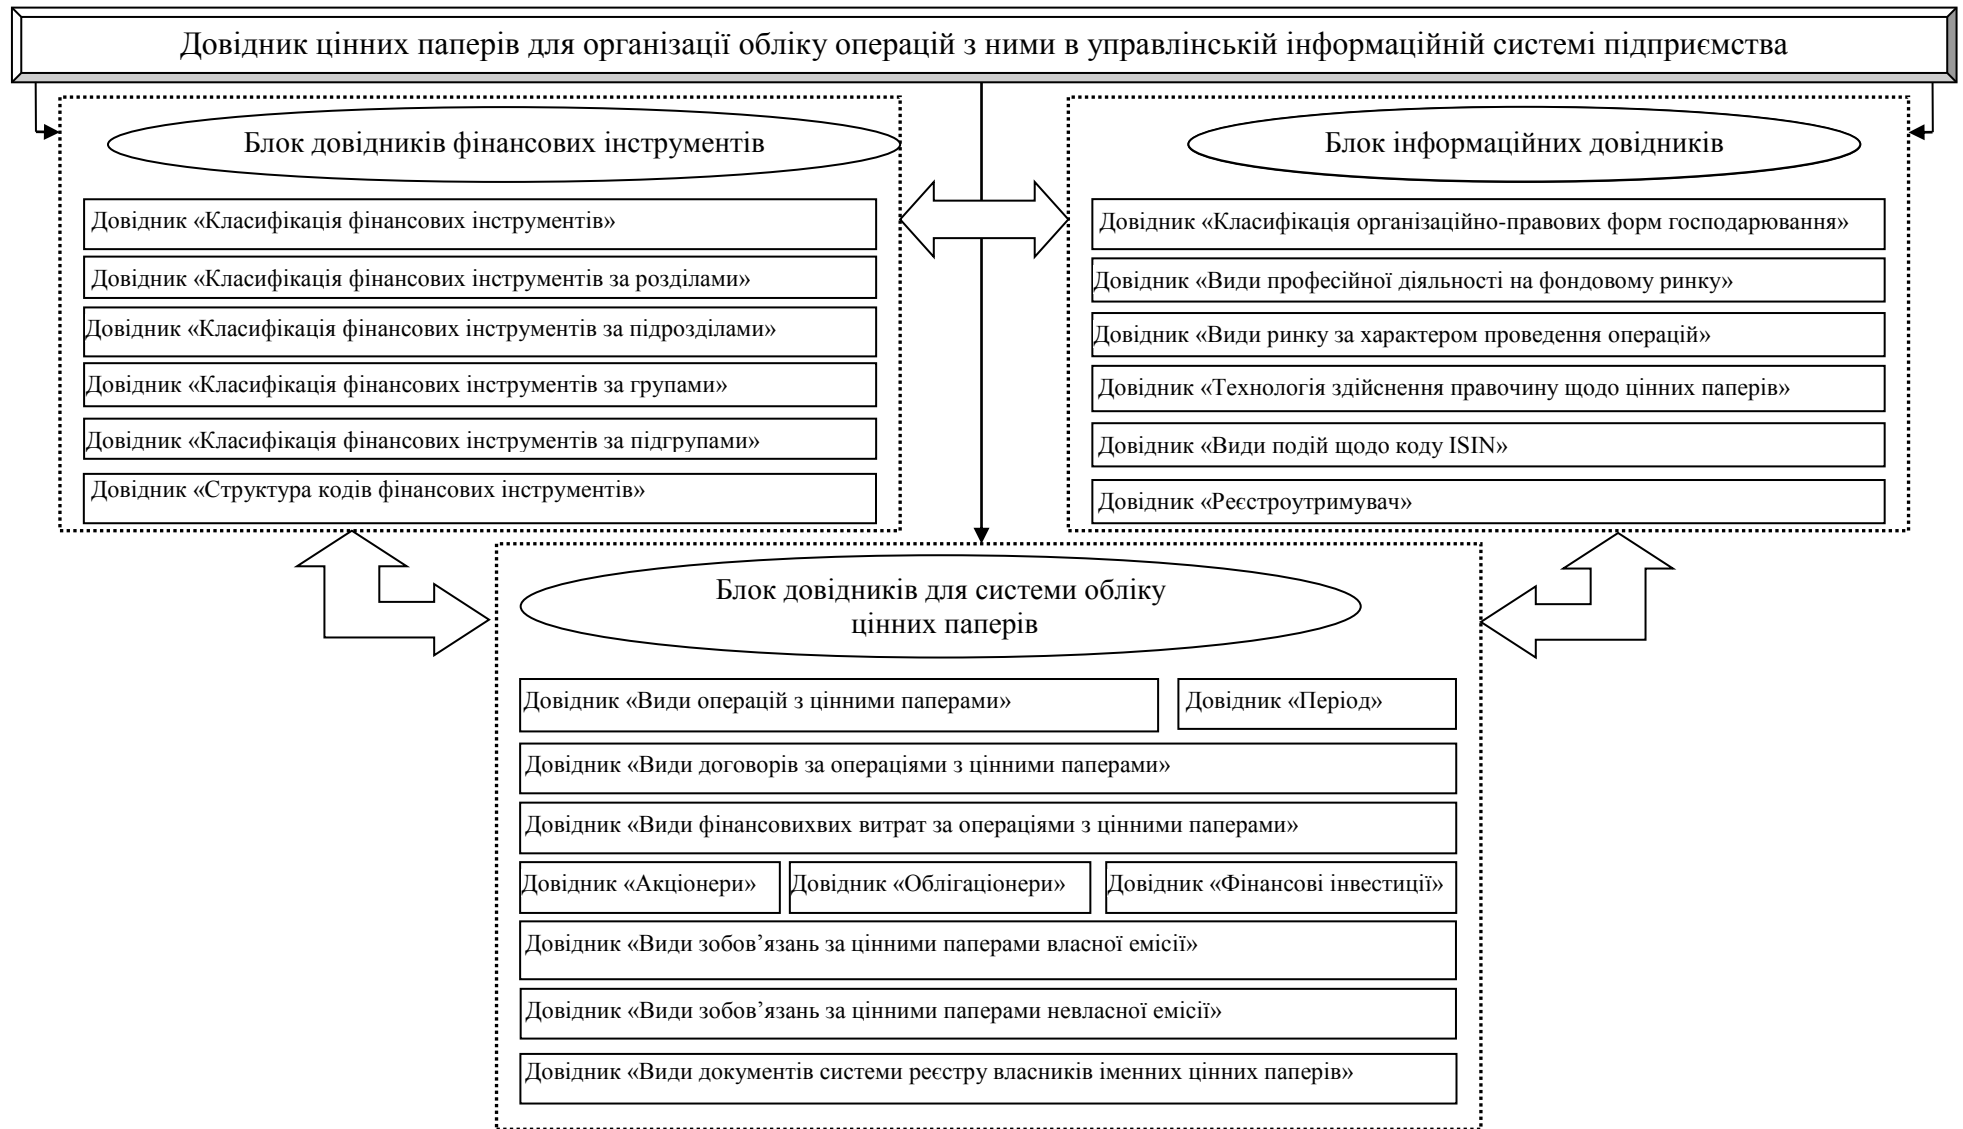 Довідник цінних паперів для організації обліку операцій з ними в управлінській інформаційній системі підприємства
Блок довідників фінансових інструментів
Довідник «Класифікація фінансових інструментів»
Довідник «Класифікація фінансових інструментів за розділами»
Довідник «Класифікація фінансових інструментів за підрозділами»
Довідник «Класифікація фінансових інструментів за групами»
Довідник «Класифікація фінансових інструментів за підгрупами»
Довідник «Структура кодів фінансових інструментів»
Блок інформаційних довідників
Довідник «Класифікація організаційно-правових форм господарювання»
Довідник «Види професійної діяльності на фондовому ринку»
Довідник «Види ринку за характером проведення операцій»
Довідник «Технологія здійснення правочину щодо цінних паперів»
Довідник «Види подій щодо коду ISIN»
Довідник «Реєстроутримувач»
Блок довідників для системи обліку
цінних паперів
Довідник «Види операцій з цінними паперами»
Довідник «Період»
Довідник «Види договорів за операціями з цінними паперами»
Довідник «Види фінансовихвих витрат за операціями з цінними паперами»
Довідник «Акціонери»
Довідник «Облігаціонери»
Довідник «Фінансові інвестиції»
Довідник «Види зобов’язань за цінними паперами власної емісії»
Довідник «Види зобов’язань за цінними паперами невласної емісії»
Довідник «Види документів системи реєстру власників іменних цінних паперів»